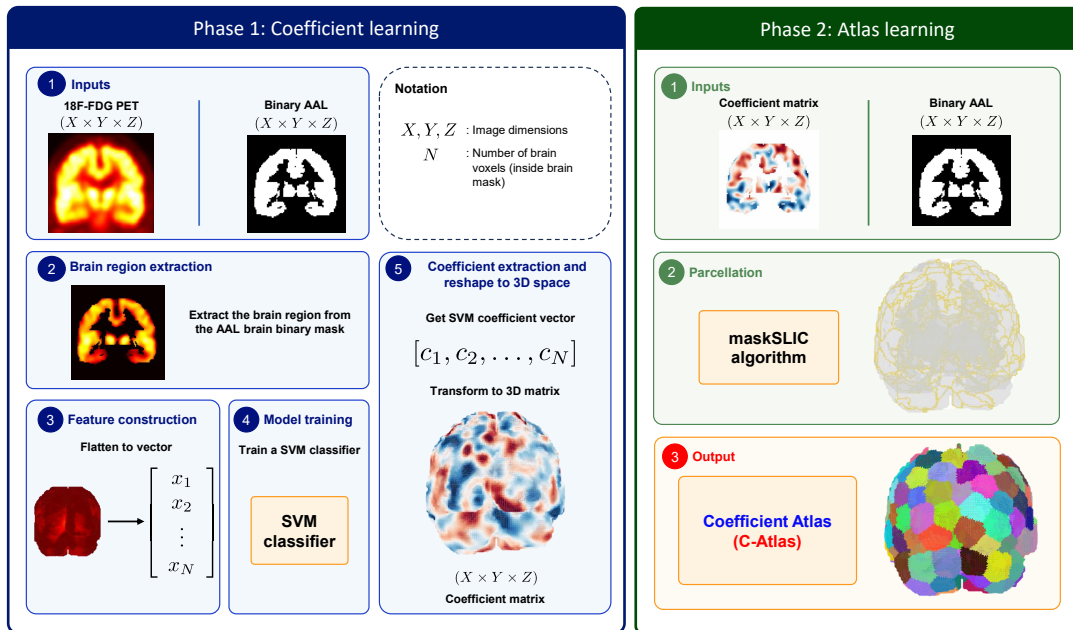 Phase 1: Coefficient learning
1 Inputs
18F-FDG PET
(X × Y × Z)
Binary AAL
(X × Y × Z)
Notation
X, Y, Z : Image dimensions
N : Number of brain
voxels (inside brain
mask)
2 Brain region extraction
Extract the brain region from
the AAL brain binary mask
3 Feature construction
Flatten to vector
x₁
x₂
⋮
x_N
4 Model training
Train a SVM classifier
SVM
classifier
5 Coefficient extraction and
reshape to 3D space
Get SVM coefficient vector
[c₁, c₂, . . . , c_N]
Transform to 3D matrix
(X × Y × Z)
Coefficient matrix
Phase 2: Atlas learning
1 Inputs
Coefficient matrix
(X × Y × Z)
Binary AAL
(X × Y × Z)
2 Parcellation
maskSLIC
algorithm
3 Output
Coefficient Atlas
(C-Atlas)